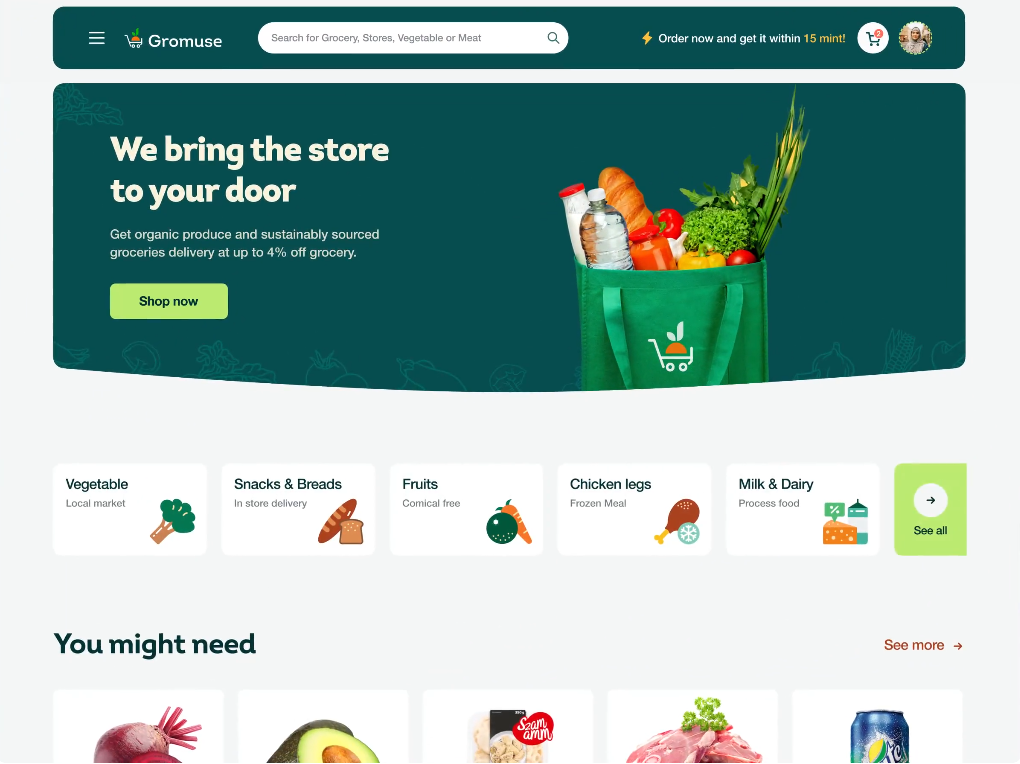 Gromuse
Search for Grocery, Stores, Vegetable or Meat
Order now and get it within 15 mint!
2
We bring the store
to your door
Get organic produce and sustainably sourced
groceries delivery at up to 4% off grocery.
Shop now
Vegetable
Local market
Snacks & Breads
In store delivery
Fruits
Comical free
Chicken legs
Frozen Meal
Milk & Dairy
Process food
%
See all
You might need
See more
Szam
amm